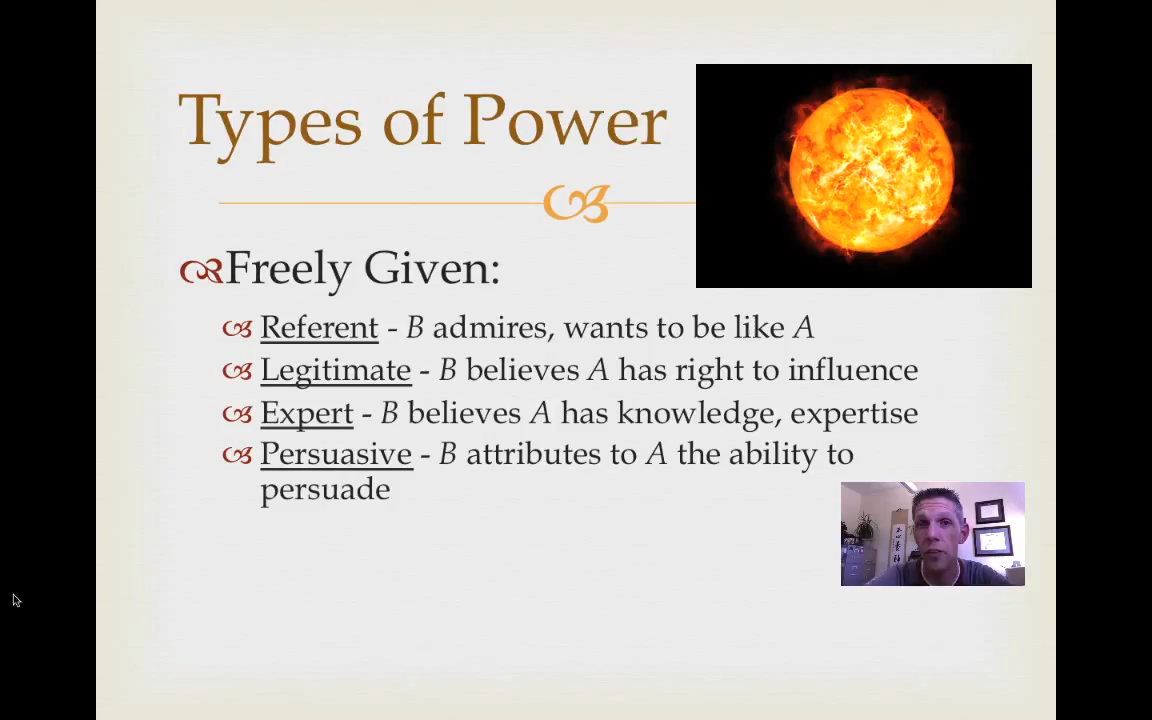 Types of Power
Freely Given:
Referent - B admires, wants to be like A
Legitimate - B believes A has right to influence
Expert - B believes A has knowledge, expertise
Persuasive - B attributes to A the ability to
persuade